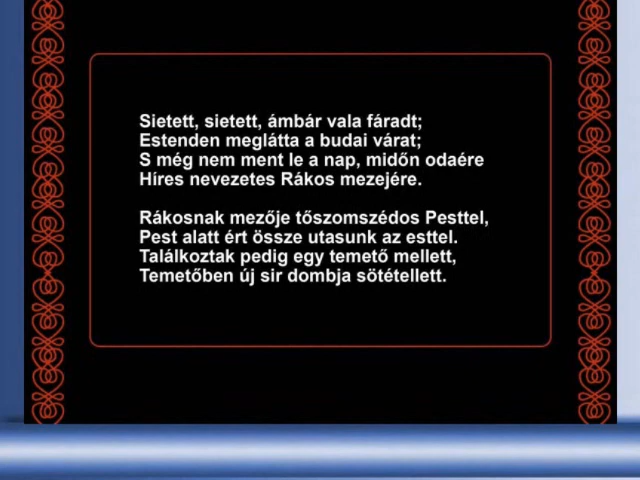 Sietett, sietett, ámbár vala fáradt;
Estenden meglátta a budai várat;
S még nem ment le a nap, midőn odaére
Híres nevezetes Rákos mezejére.
Rákosnak mezője tőszomszédos Pesttel,
Pest alatt ért össze utasunk az esttel.
Találkoztak pedig egy temető mellett,
Temetőben új sir dombja sötétellett.